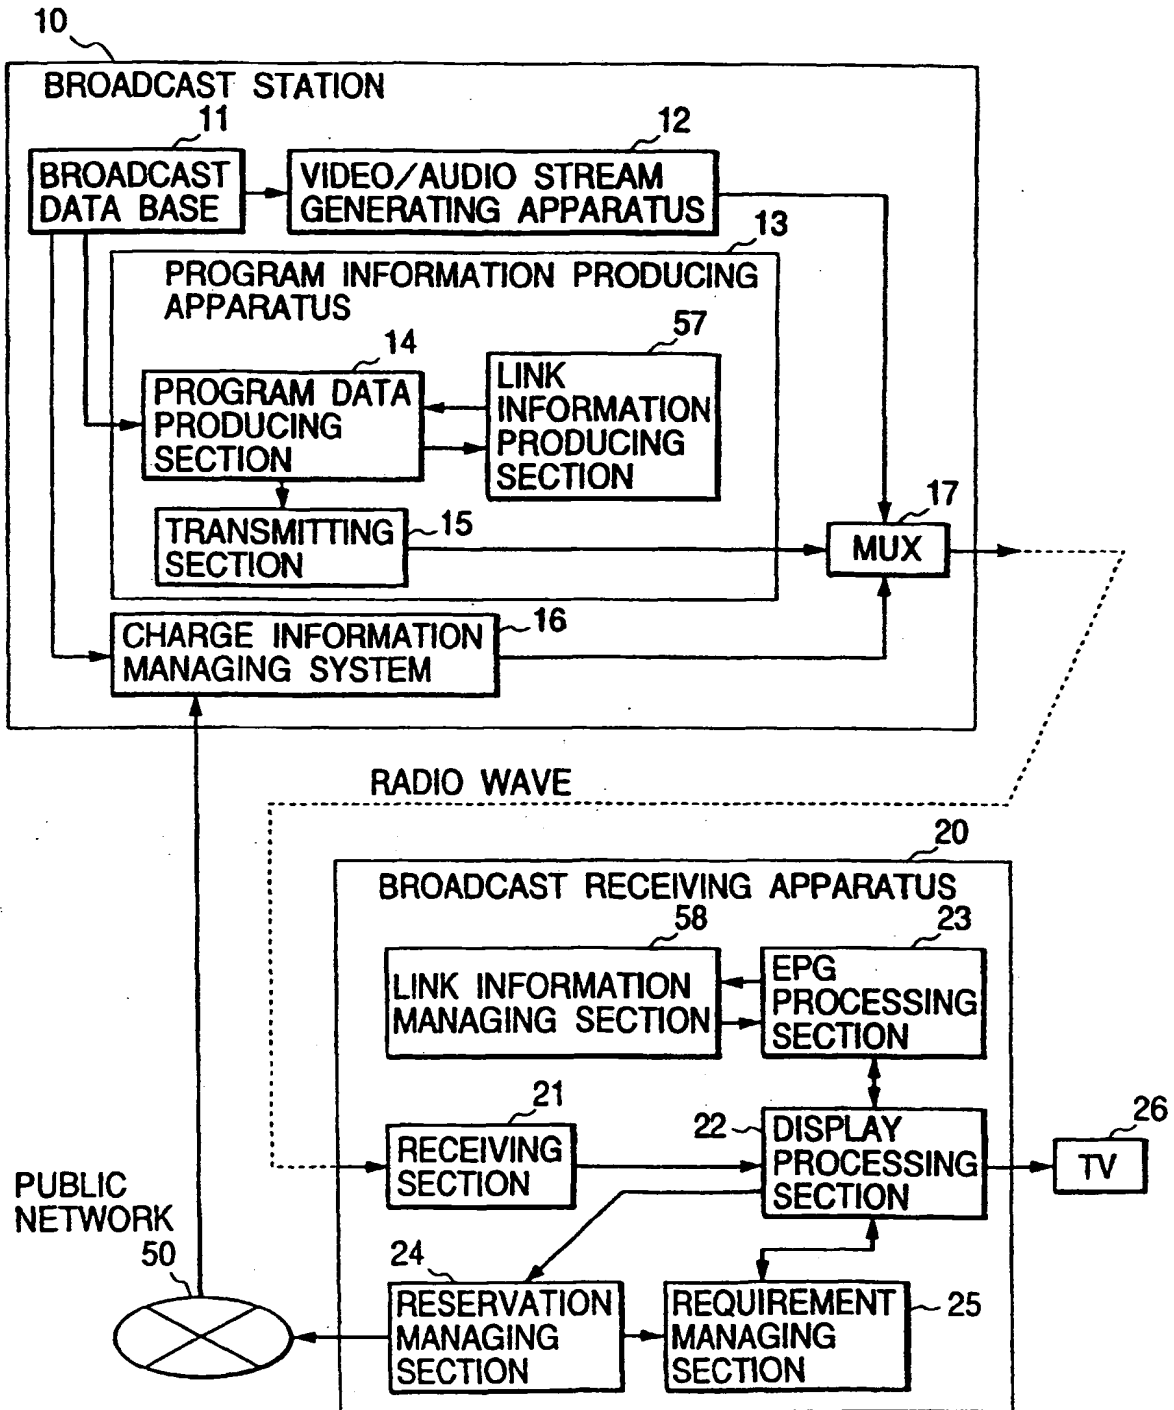 10
BROADCAST STATION
11
BROADCAST
DATA BASE
12
VIDEO/AUDIO STREAM
GENERATING APPARATUS
13
PROGRAM INFORMATION PRODUCING
APPARATUS
14
PROGRAM DATA
PRODUCING
SECTION
57
LINK
INFORMATION
PRODUCING
SECTION
15
TRANSMITTING
SECTION
17
MUX
16
CHARGE INFORMATION
MANAGING SYSTEM
RADIO WAVE
20
BROADCAST RECEIVING APPARATUS
58
LINK INFORMATION
MANAGING SECTION
23
EPG
PROCESSING
SECTION
21
RECEIVING
SECTION
22
DISPLAY
PROCESSING
SECTION
26
TV
PUBLIC
NETWORK
50
24
RESERVATION
MANAGING
SECTION
REQUIREMENT
MANAGING
SECTION
25